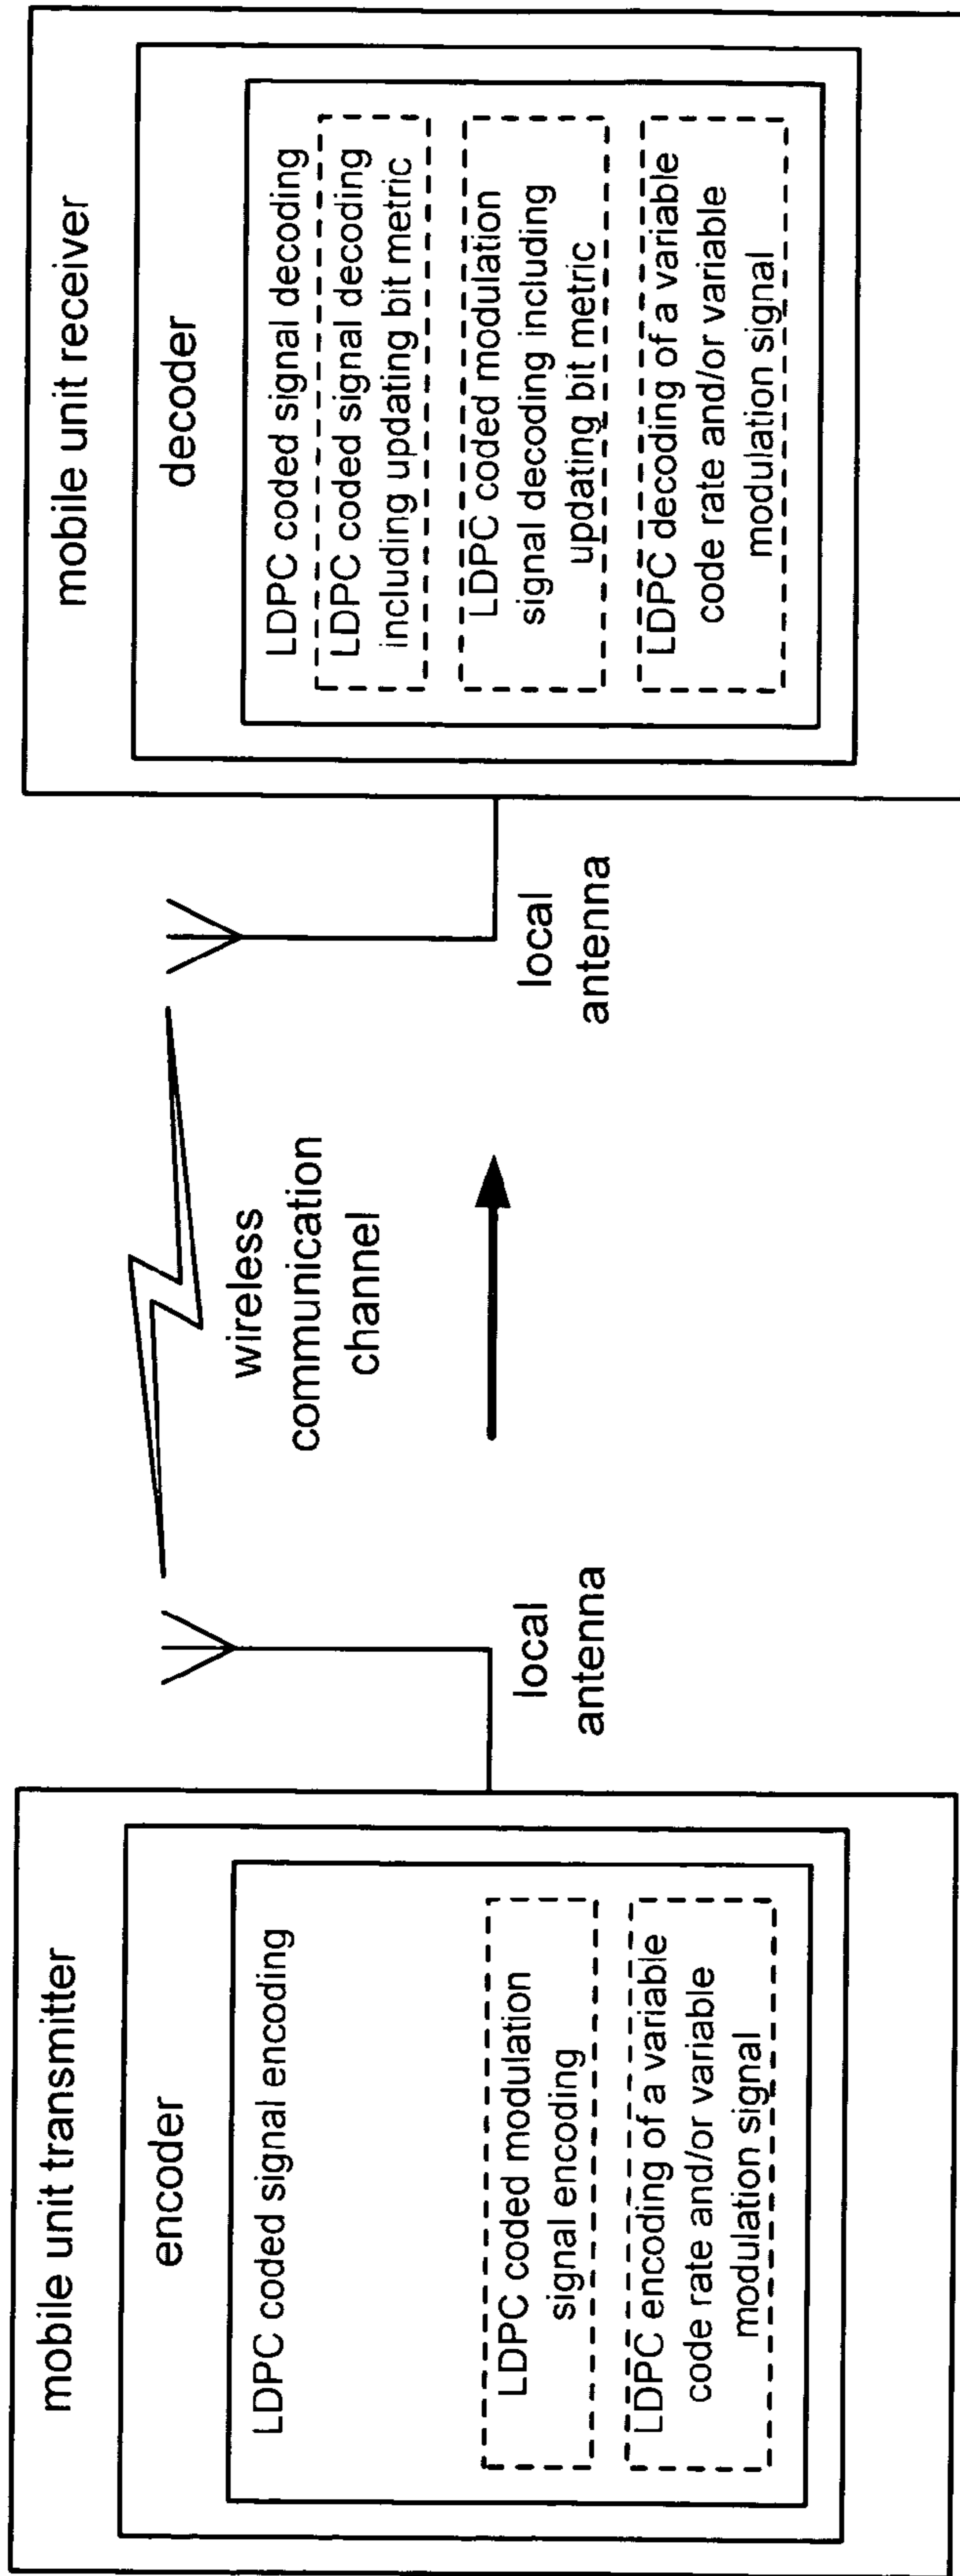 mobile unit transmitter
encoder
LDPC coded signal encoding
LDPC coded modulation
signal encoding
LDPC encoding of a variable
code rate and/or variable
modulation signal
local
antenna
wireless
communication
channel
local
antenna
mobile unit receiver
decoder
LDPC coded signal decoding
LDPC coded signal decoding
including updating bit metric
LDPC coded modulation
signal decoding including
updating bit metric
LDPC decoding of a variable
code rate and/or variable
modulation signal